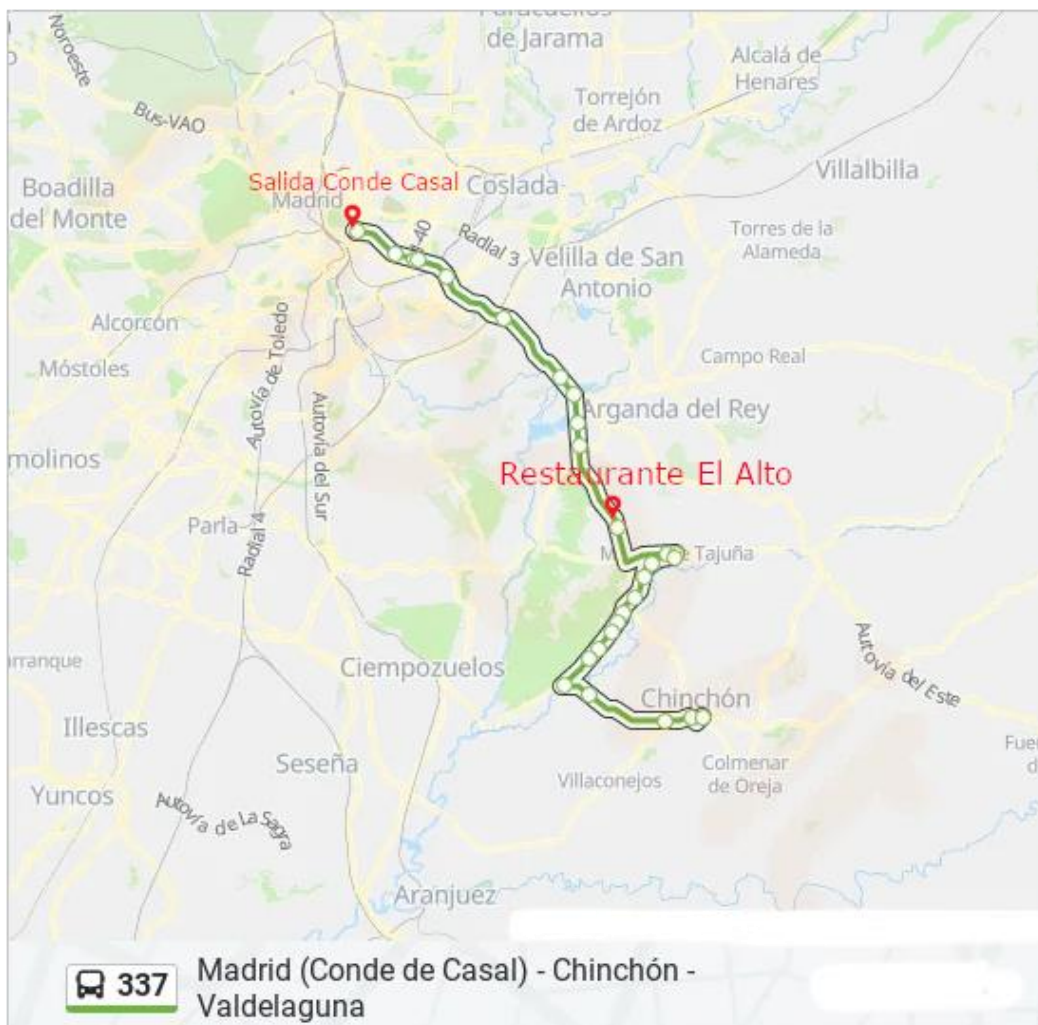 de Jarama
Alcalá de
Henares
Noroeste
Torrejón
de Ardoz
Bus-VAO
Villalbilla
Boadilla
del Monte
Salida Conde Casal
Madrid
Coslada
Radial 3
Torres de la
Alameda
Velilla de San
Antonio
Alcorcón
Autovía de Toledo
Móstoles
Campo Real
Arganda del Rey
Autovía del Sur
molinos
Restaurante El Alto
Parla
Radial 4
Tajuña
Autovía del Este
arranque
Ciempozuelos
Chinchón
Illescas
Seseña
Villaconejos
Colmenar
de Oreja
Fuen
d
Yuncos
Autovía de La Sagra
Aranjuez
337
Madrid (Conde de Casal) - Chinchón -
Valdelaguna